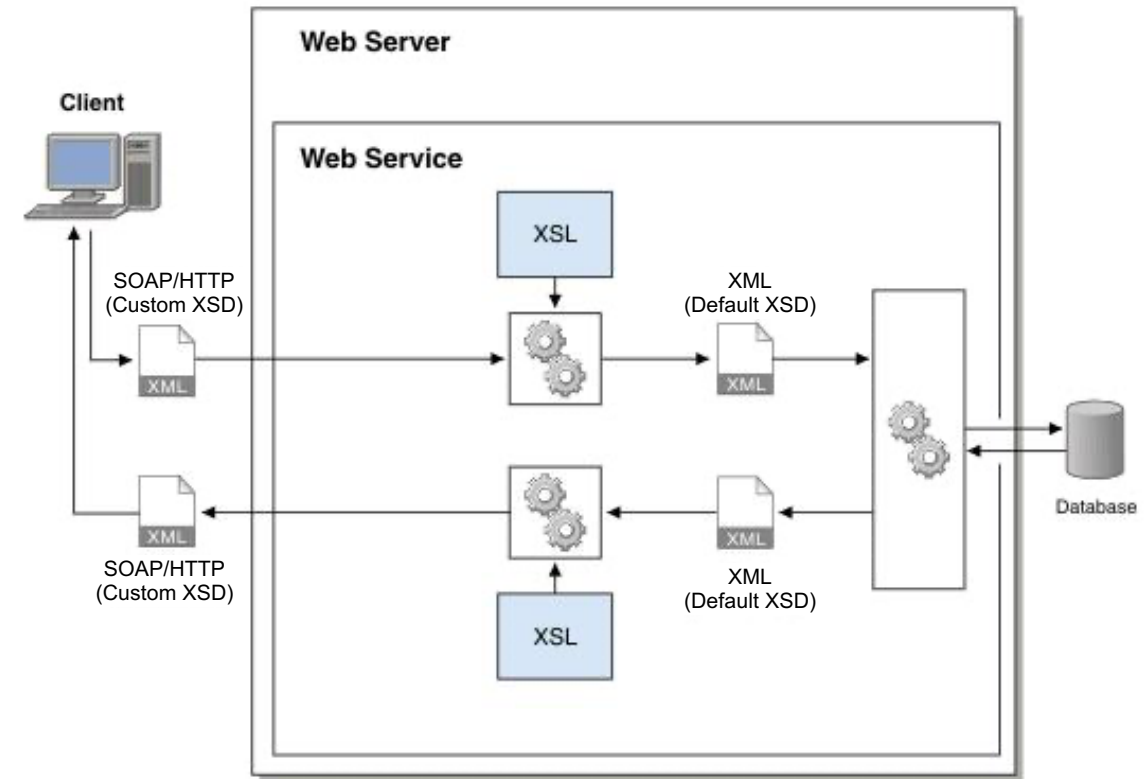 Web Server
Client
Web Service
XSL
SOAP/HTTP
(Custom XSD)
XML
(Default XSD)
XML
XML
XML
XML
Database
SOAP/HTTP
(Custom XSD)
XML
(Default XSD)
XSL